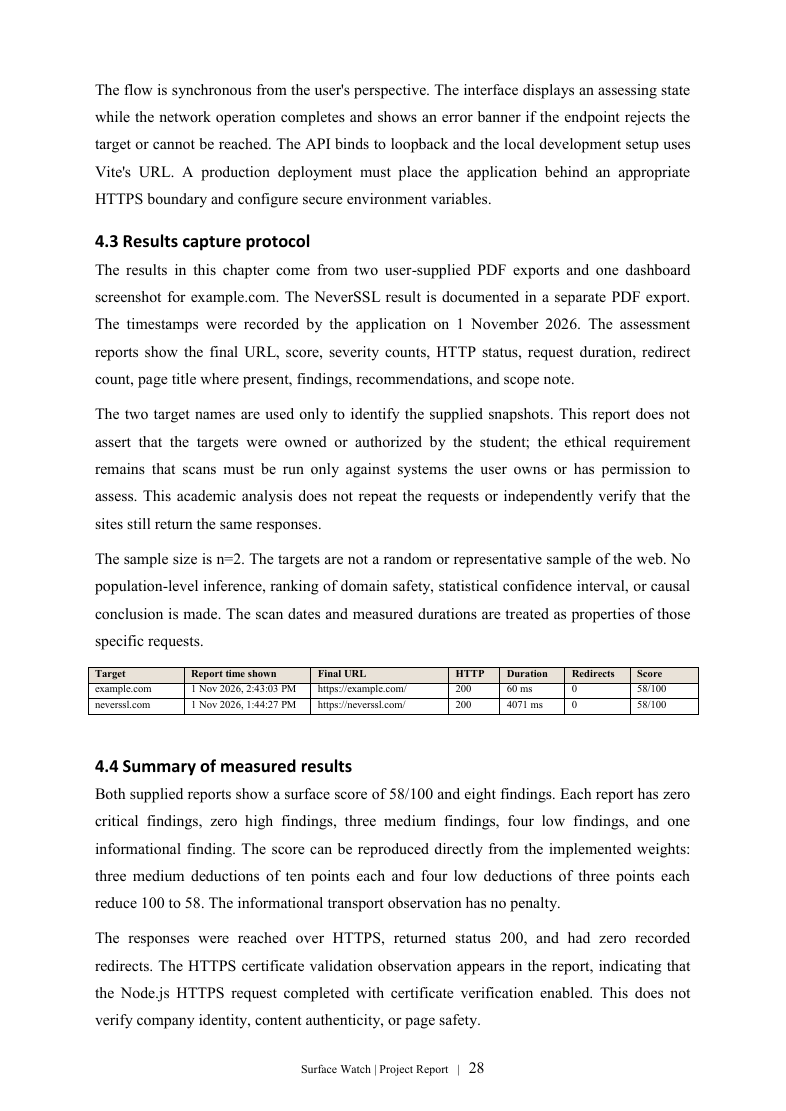 The flow is synchronous from the user's perspective. The interface displays an assessing state
while the network operation completes and shows an error banner if the endpoint rejects the
target or cannot be reached. The API binds to loopback and the local development setup uses
Vite's URL. A production deployment must place the application behind an appropriate
HTTPS boundary and configure secure environment variables.
4.3 Results capture protocol
The results in this chapter come from two user-supplied PDF exports and one dashboard
screenshot for example.com. The NeverSSL result is documented in a separate PDF export.
The timestamps were recorded by the application on 1 November 2026. The assessment
reports show the final URL, score, severity counts, HTTP status, request duration, redirect
count, page title where present, findings, recommendations, and scope note.
The two target names are used only to identify the supplied snapshots. This report does not
assert that the targets were owned or authorized by the student; the ethical requirement
remains that scans must be run only against systems the user owns or has permission to
assess. This academic analysis does not repeat the requests or independently verify that the
sites still return the same responses.
The sample size is n=2. The targets are not a random or representative sample of the web. No
population-level inference, ranking of domain safety, statistical confidence interval, or causal
conclusion is made. The scan dates and measured durations are treated as properties of those
specific requests.
Target Report time shown Final URL HTTP Duration Redirects Score
example.com 1 Nov 2026, 2:43:03 PM https://example.com/ 200 60 ms 0 58/100
neverssl.com 1 Nov 2026, 1:44:27 PM https://neverssl.com/ 200 4071 ms 0 58/100
4.4 Summary of measured results
Both supplied reports show a surface score of 58/100 and eight findings. Each report has zero
critical findings, zero high findings, three medium findings, four low findings, and one
informational finding. The score can be reproduced directly from the implemented weights:
three medium deductions of ten points each and four low deductions of three points each
reduce 100 to 58. The informational transport observation has no penalty.
The responses were reached over HTTPS, returned status 200, and had zero recorded
redirects. The HTTPS certificate validation observation appears in the report, indicating that
the Node.js HTTPS request completed with certificate verification enabled. This does not
verify company identity, content authenticity, or page safety.
Surface Watch | Project Report | 28